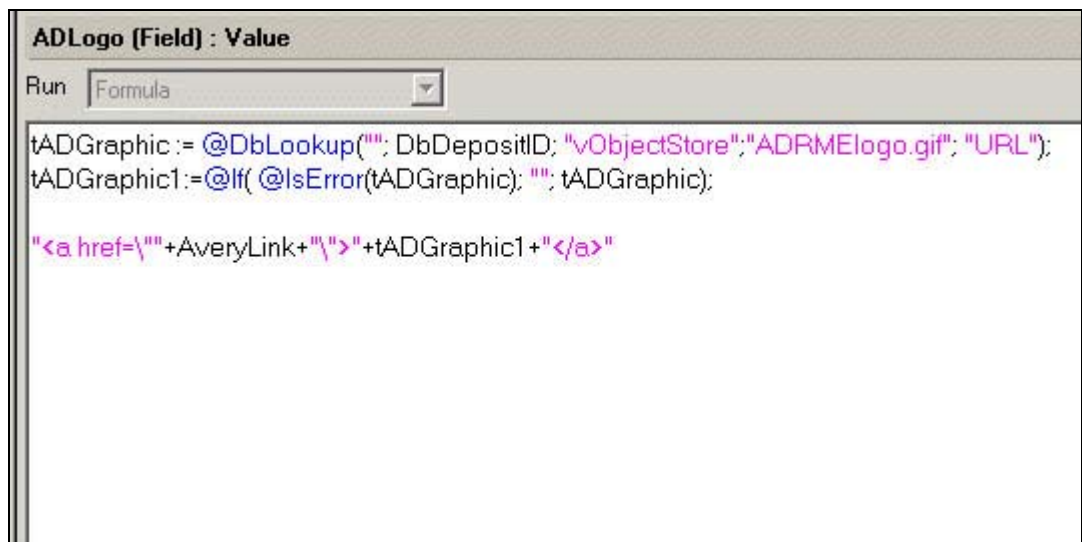 ADLogo (Field) : Value
Run Formula
tADGraphic := @DbLookup(""; DbDepositID; "vObjectStore";"ADRMElogo.gif"; "URL");
tADGraphic1:=@If( @IsError(tADGraphic); ""; tADGraphic);
"<a href=\""+AveryLink+"\">"+tADGraphic1+"</a>"